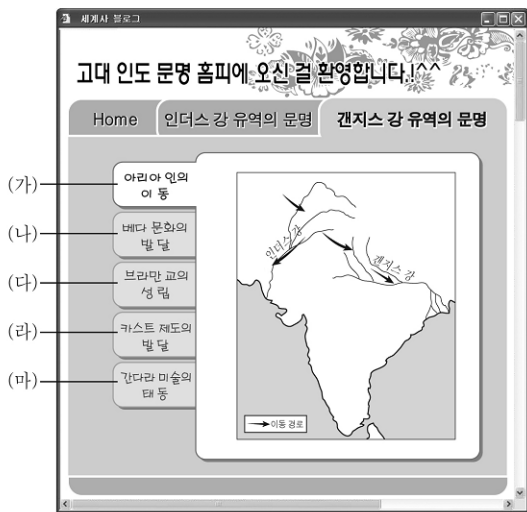 세계사 블로그
고대 인도 문명 홈피에 오신 걸 환영합니다.!^^
Home
인더스 강 유역의 문명
갠지스 강 유역의 문명
(가)
아리아 인의
이 동
(나)
베다 문화의
발 달
(다)
브라만 교의
성 립
(라)
카스트 제도의
발 달
(마)
간다라 미술의
태 동
인더스 강
갠지스 강
이동 경로